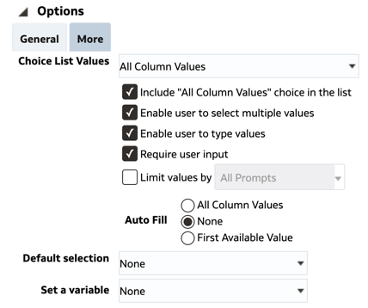 Options
General More
Choice List Values All Column Values
Include "All Column Values" choice in the list
Enable user to select multiple values
Enable user to type values
Require user input
Limit values by All Prompts
All Column Values
Auto Fill None
First Available Value
Default selection None
Set a variable None